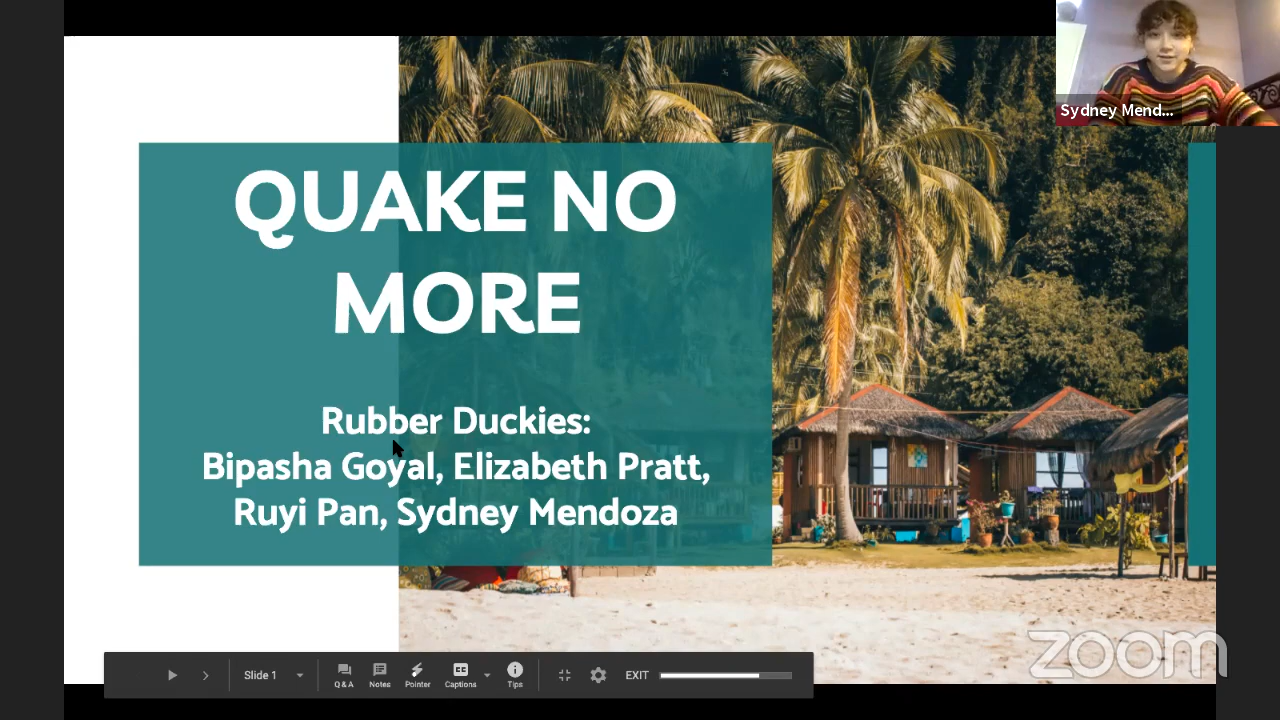 Sydney Mend...
QUAKE NO
MORE
Rubber Duckies:
Bipasha Goyal, Elizabeth Pratt,
Ruyi Pan, Sydney Mendoza
zoom
Slide 1
Q & A
Notes
Pointer
Captions
Tips
EXIT